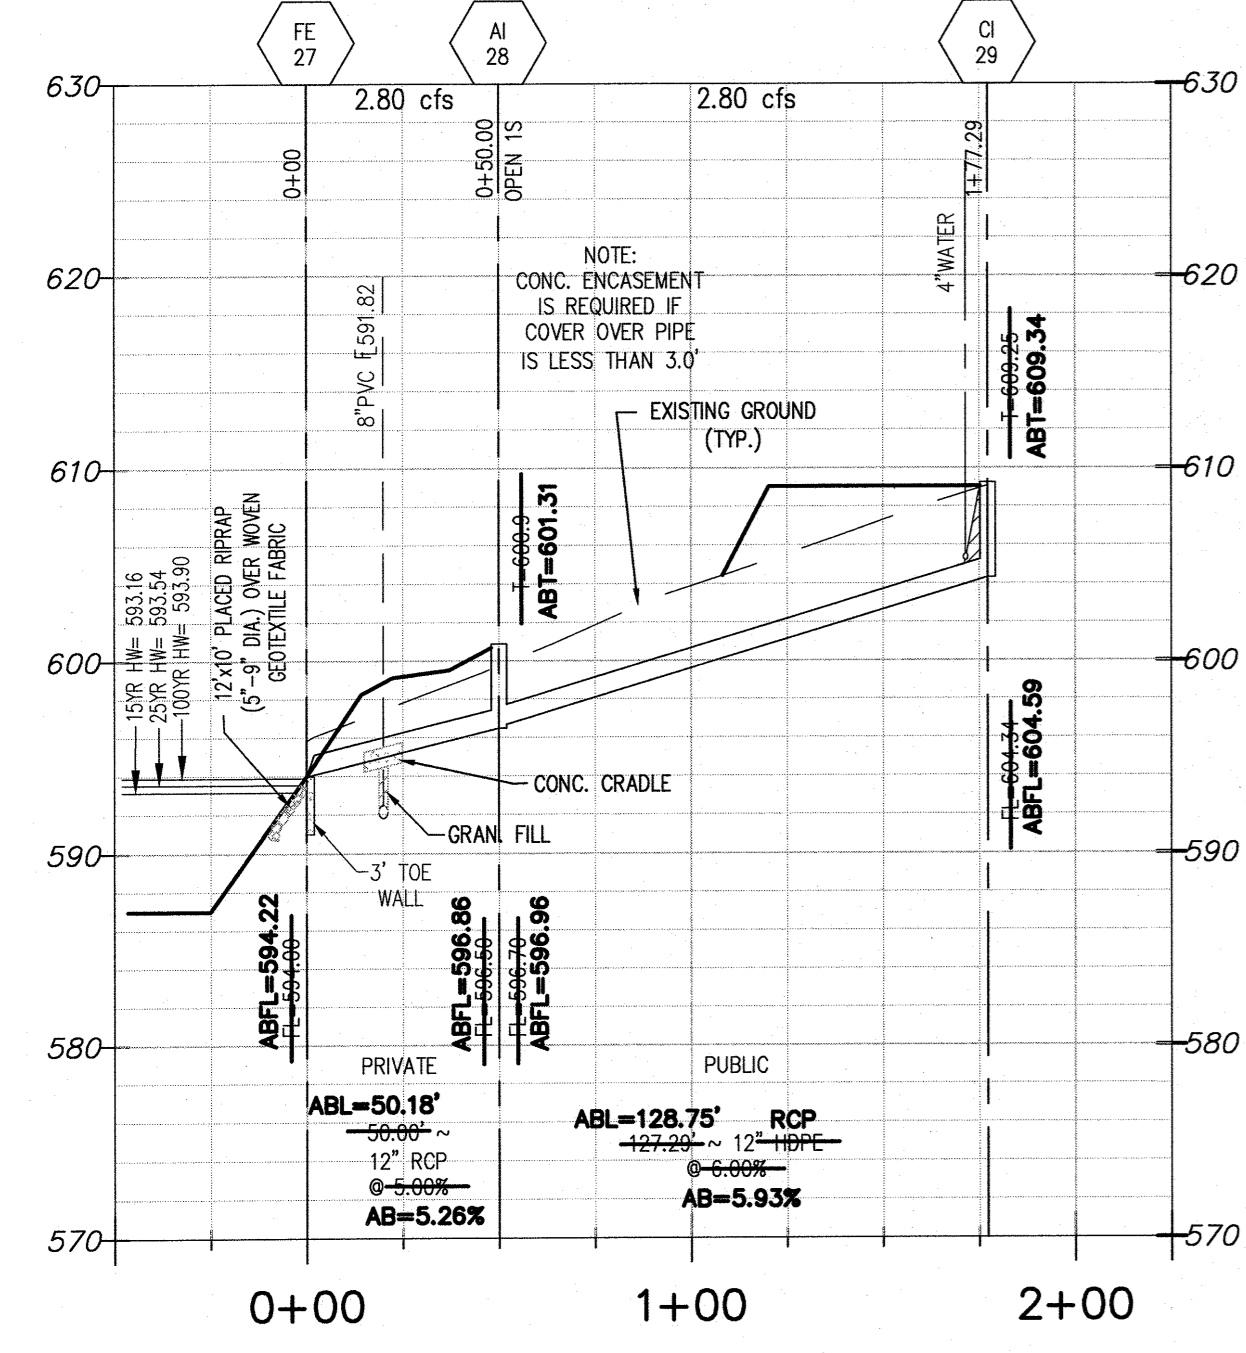 FE
27
AI
28
CI
29
630
2.80 cfs
2.80 cfs
630
0+00
0+50.00
OPEN 1S
1+77.29
4"WATER
NOTE:
CONC. ENCASEMENT
IS REQUIRED IF
COVER OVER PIPE
IS LESS THAN 3.0'
620
620
8"PVC FL591.82
T=609.25
ABT=609.34
EXISTING GROUND
(TYP.)
610
610
T=600.9
ABT=601.31
12'x10' PLACED RIPRAP
(5"-9" DIA.) OVER WOVEN
GEOTEXTILE FABRIC
15YR HW= 593.16
25YR HW= 593.54
100YR HW= 593.90
600
600
FL=604.34
ABFL=604.59
CONC. CRADLE
GRAN. FILL
3' TOE
WALL
590
590
ABFL=594.22
FL=594.00
ABFL=596.86
FL=596.50
FL=596.70
ABFL=596.96
580
580
PRIVATE
ABL=50.18'
50.00' ~
12" RCP
@ 5.00%
AB=5.26%
PUBLIC
ABL=128.75' RCP
127.29' ~ 12" HDPE
@ 6.00%
AB=5.93%
570
570
0+00
1+00
2+00